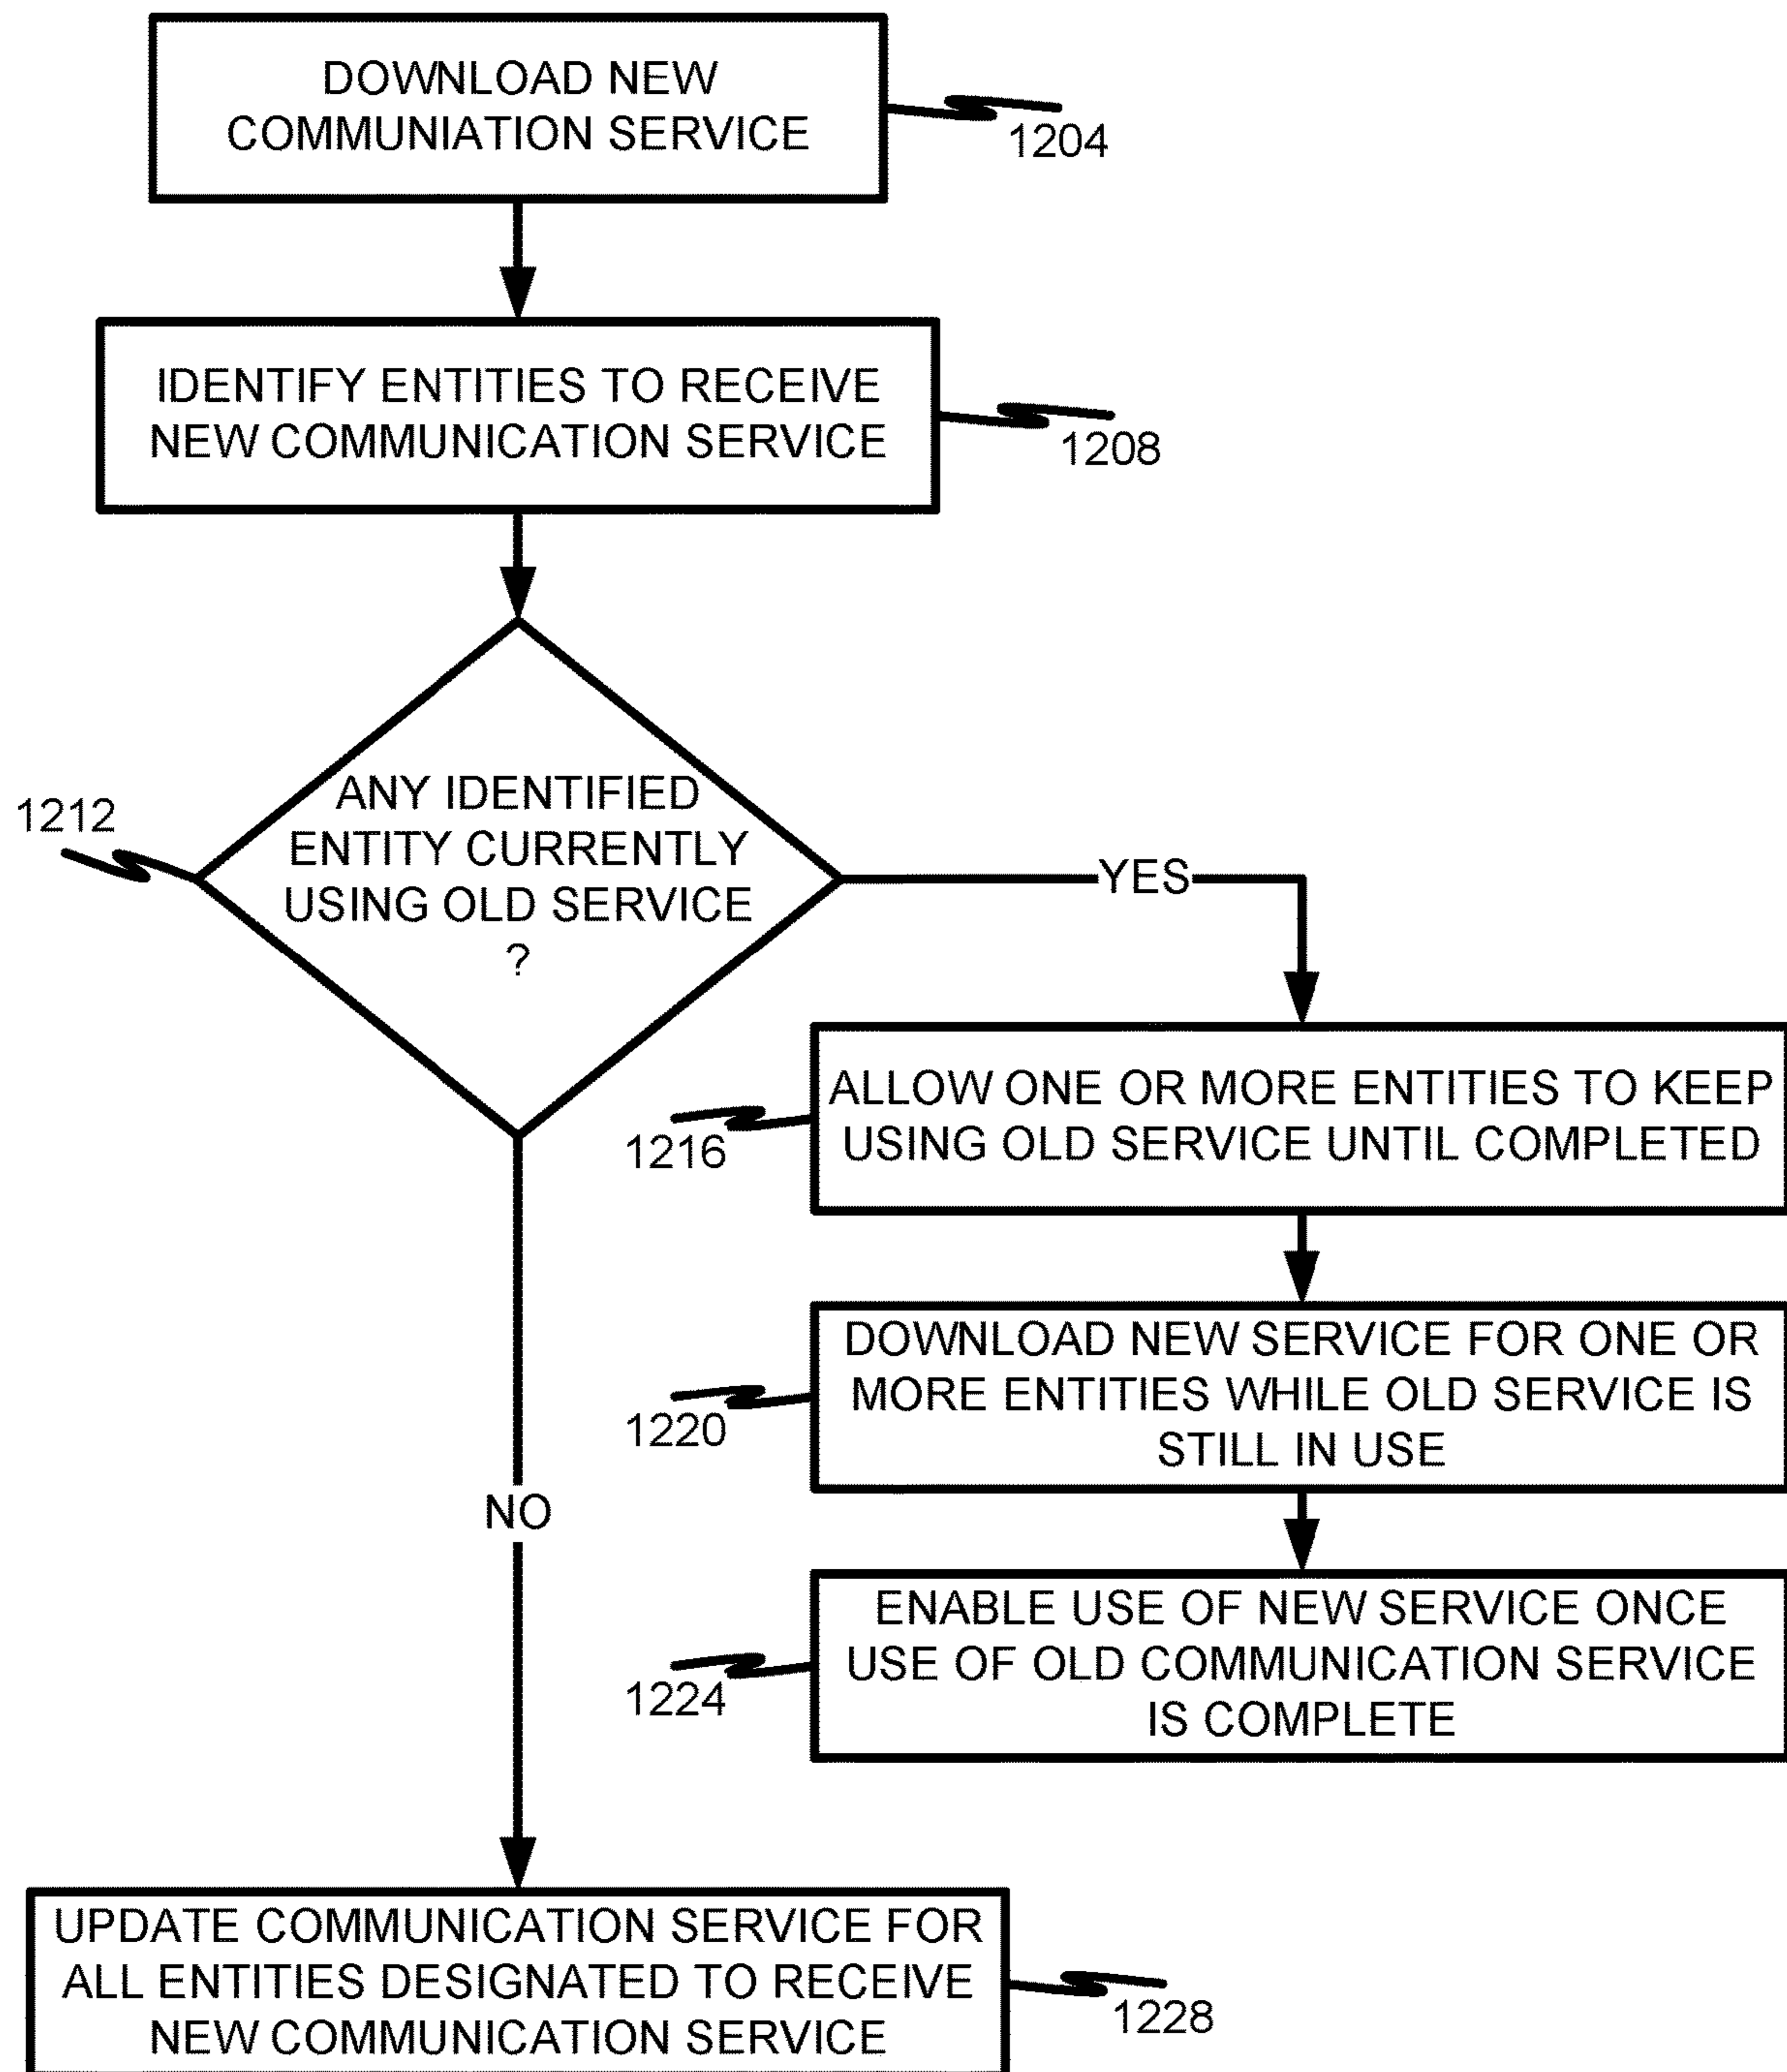 DOWNLOAD NEW
COMMUNIATION SERVICE
1204
IDENTIFY ENTITIES TO RECEIVE
NEW COMMUNICATION SERVICE
1208
ANY IDENTIFIED
ENTITY CURRENTLY
USING OLD SERVICE
?
1212
YES
ALLOW ONE OR MORE ENTITIES TO KEEP
USING OLD SERVICE UNTIL COMPLETED
1216
DOWNLOAD NEW SERVICE FOR ONE OR
MORE ENTITIES WHILE OLD SERVICE IS
STILL IN USE
1220
ENABLE USE OF NEW SERVICE ONCE
USE OF OLD COMMUNICATION SERVICE
IS COMPLETE
1224
NO
UPDATE COMMUNICATION SERVICE FOR
ALL ENTITIES DESIGNATED TO RECEIVE
NEW COMMUNICATION SERVICE
1228